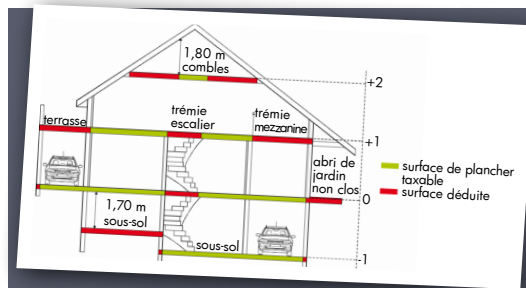 1,80 m
combles
+2
terrasse
trémie
escalier
trémie
mezzanine
+1
abri de
jardin
non clos
surface de plancher
taxable
surface déduite
0
1,70 m
sous-sol
sous-sol
-1